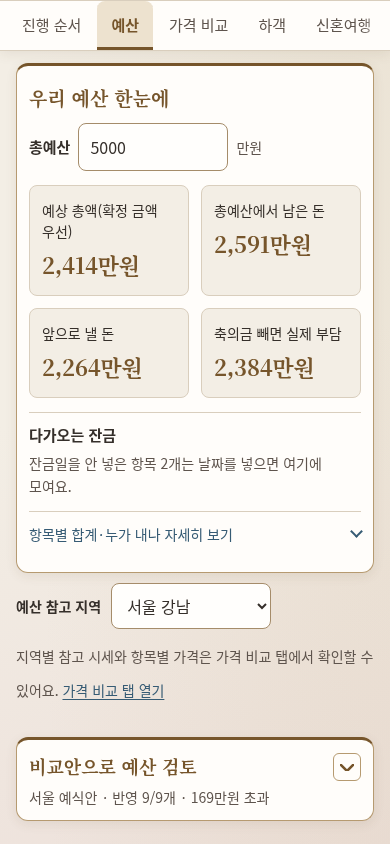 진행 순서 예산 가격 비교 하객 신혼여행
우리 예산 한눈에
총예산 5000 만원
예상 총액(확정 금액
우선)
2,414만원
총예산에서 남은 돈
2,591만원
앞으로 낼 돈
2,264만원
축의금 빼면 실제 부담
2,384만원
다가오는 잔금
잔금일을 안 넣은 항목 2개는 날짜를 넣으면 여기에
모여요.
항목별 합계·누가 내나 자세히 보기
예산 참고 지역 서울 강남
지역별 참고 시세와 항목별 가격은 가격 비교 탭에서 확인할 수
있어요. 가격 비교 탭 열기
비교안으로 예산 검토
서울 예식안 · 반영 9/9개 · 169만원 초과